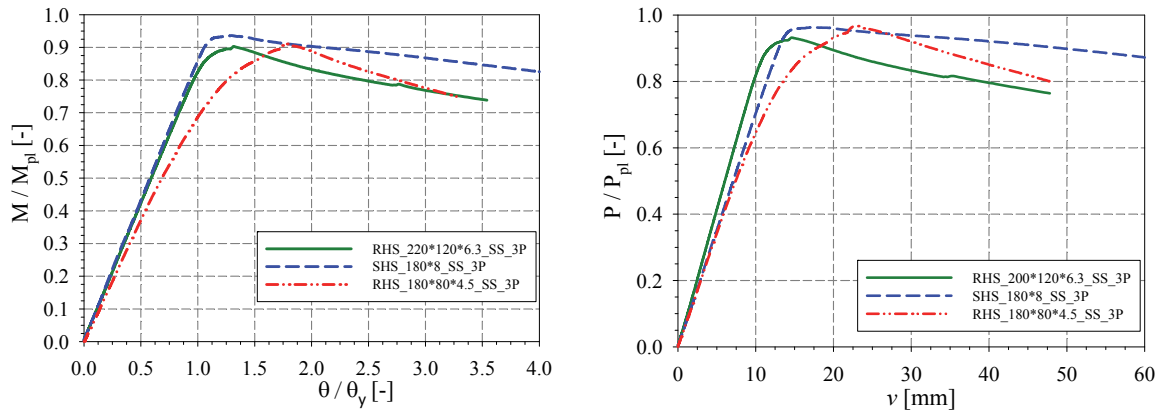 1.0
0.9
0.8
0.7
0.6
0.5
0.4
0.3
0.2
0.1
0.0
M / Mpl [-]
RHS_220*120*6.3_SS_3P
SHS_180*8_SS_3P
RHS_180*80*4.5_SS_3P
0.0 0.5 1.0 1.5 2.0 2.5 3.0 3.5 4.0
θ / θy [-]
1.0
0.8
0.6
0.4
0.2
0.0
P / Ppl [-]
RHS_200*120*6.3_SS_3P
SHS_180*8_SS_3P
RHS_180*80*4.5_SS_3P
0 10 20 30 40 50 60
v [mm]